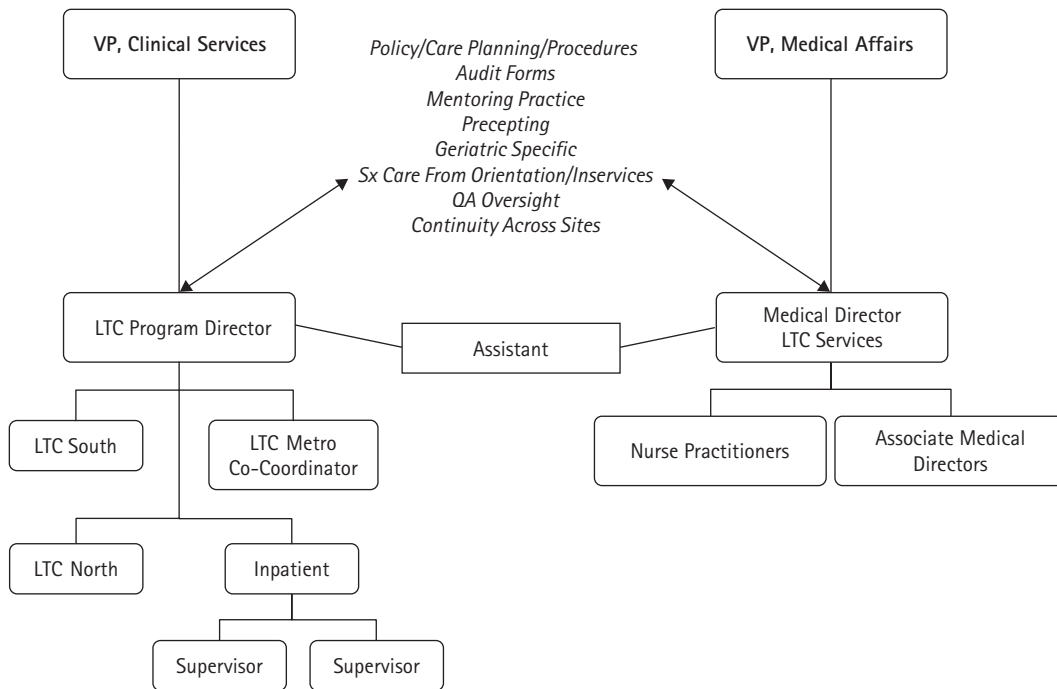 VP, Clinical Services
Policy/Care Planning/Procedures
Audit Forms
Mentoring Practice
Precepting
Geriatric Specific
Sx Care From Orientation/Inservices
QA Oversight
Continuity Across Sites
VP, Medical Affairs
LTC Program Director
Assistant
Medical Director
LTC Services
LTC South
LTC Metro
Co-Coordinator
Nurse Practitioners
Associate Medical
Directors
LTC North
Inpatient
Supervisor
Supervisor